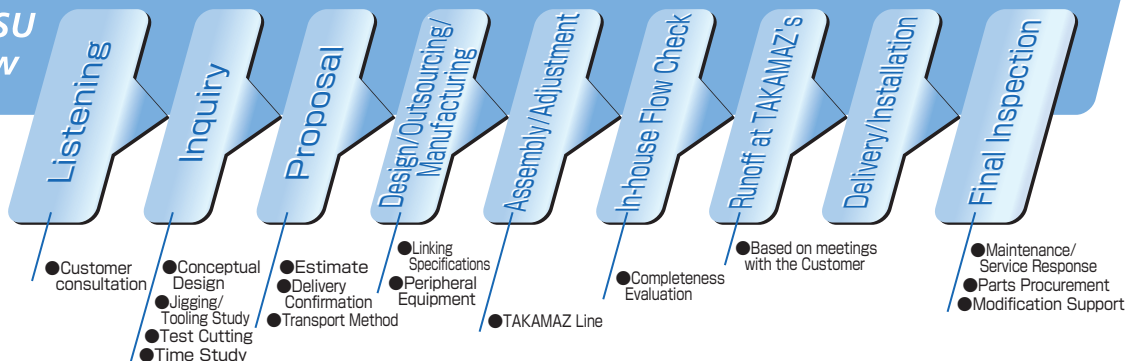 SU
w
Listening
Inquiry
Proposal
Design/Outsourcing/
Manufacturing
Assembly/Adjustment
In-house Flow Check
Runoff at TAKAMAZ's
Delivery/Installation
Final Inspection
●Customer
consultation
●Conceptual
Design
●Jigging/
Tooling Study
●Test Cutting
●Time Study
●Estimate
●Delivery
Confirmation
●Transport Method
●Linking
Specifications
●Peripheral
Equipment
●TAKAMAZ Line
●Completeness
Evaluation
●Based on meetings
with the Customer
●Maintenance/
Service Response
●Parts Procurement
●Modification Support